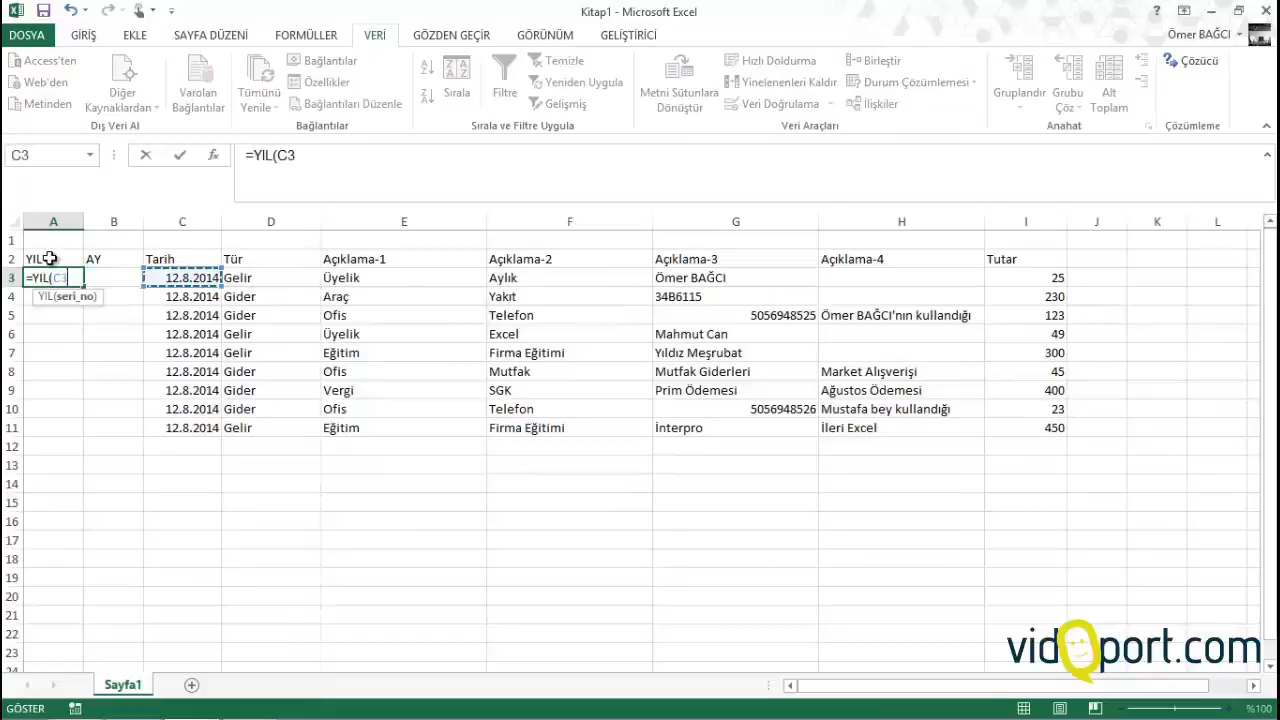 Kitap1 - Microsoft Excel
DOSYA GİRİŞ EKLE SAYFA DÜZENİ FORMÜLLER VERİ GÖZDEN GEÇİR GÖRÜNÜM GELİŞTİRİCİ Ömer BAĞCI
Access'ten
Web'den
Metinden
Diğer Kaynaklardan
Varolan Bağlantılar
Dış Veri Al
Tümünü Yenile
Bağlantılar
Özellikler
Bağlantıları Düzenle
Bağlantılar
Sırala
Filtre
Temizle
Yeniden Uygula
Gelişmiş
Sırala ve Filtre Uygula
Metni Sütunlara Dönüştür
Hızlı Doldurma
Yinelenenleri Kaldır
Veri Doğrulama
Birleştir
Durum Çözümlemesi
İlişkiler
Veri Araçları
Gruplandır
Grubu Çöz
Alt Toplam
Anahat
Çözücü
Çözümleme
C3 fx =YIL(C3
A B C D E F G H I J K L
1
2 YIL AY Tarih Tür Açıklama-1 Açıklama-2 Açıklama-3 Açıklama-4 Tutar
3 =YIL(C3 12.8.2014 Gelir Üyelik Aylık Ömer BAĞCI 25
YIL(seri_no)
4 12.8.2014 Gider Araç Yakıt 34B6115 230
5 12.8.2014 Gider Ofis Telefon 5056948525 Ömer BAĞCI'nın kullandığı 123
6 12.8.2014 Gelir Üyelik Excel Mahmut Can 49
7 12.8.2014 Gelir Eğitim Firma Eğitimi Yıldız Meşrubat 300
8 12.8.2014 Gider Ofis Mutfak Mutfak Giderleri Market Alışverişi 45
9 12.8.2014 Gider Vergi SGK Prim Ödemesi Ağustos Ödemesi 400
10 12.8.2014 Gider Ofis Telefon 5056948526 Mustafa bey kullandığı 23
11 12.8.2014 Gelir Eğitim Firma Eğitimi İnterpro İleri Excel 450
12
13
14
15
16
17
18
19
20
21
22
23
24
vidoport.com
Sayfa1
GÖSTER %100